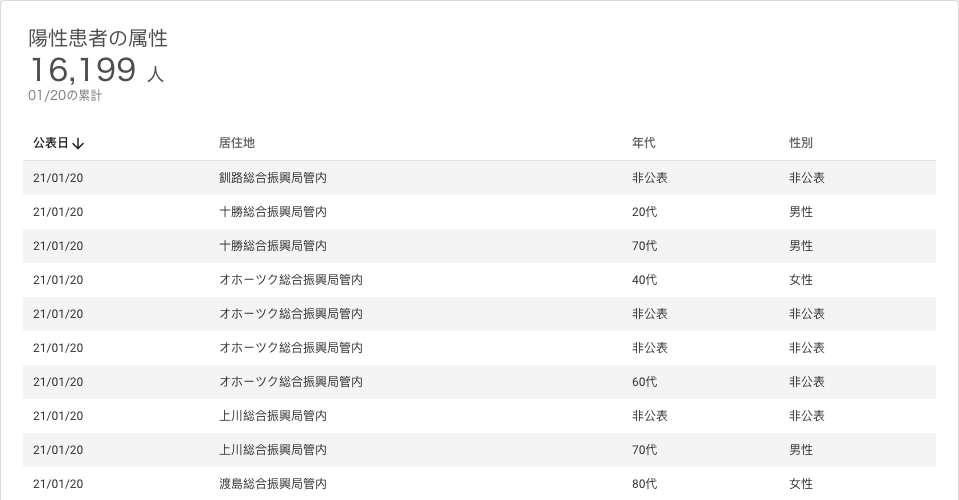 陽性患者の属性
16,199 人
01/20の累計
公表日↓ 居住地 年代 性別
21/01/20 釧路総合振興局管内 非公表 非公表
21/01/20 十勝総合振興局管内 20代 男性
21/01/20 十勝総合振興局管内 70代 男性
21/01/20 オホーツク総合振興局管内 40代 女性
21/01/20 オホーツク総合振興局管内 非公表 非公表
21/01/20 オホーツク総合振興局管内 非公表 非公表
21/01/20 オホーツク総合振興局管内 60代 非公表
21/01/20 上川総合振興局管内 非公表 非公表
21/01/20 上川総合振興局管内 70代 男性
21/01/20 渡島総合振興局管内 80代 女性